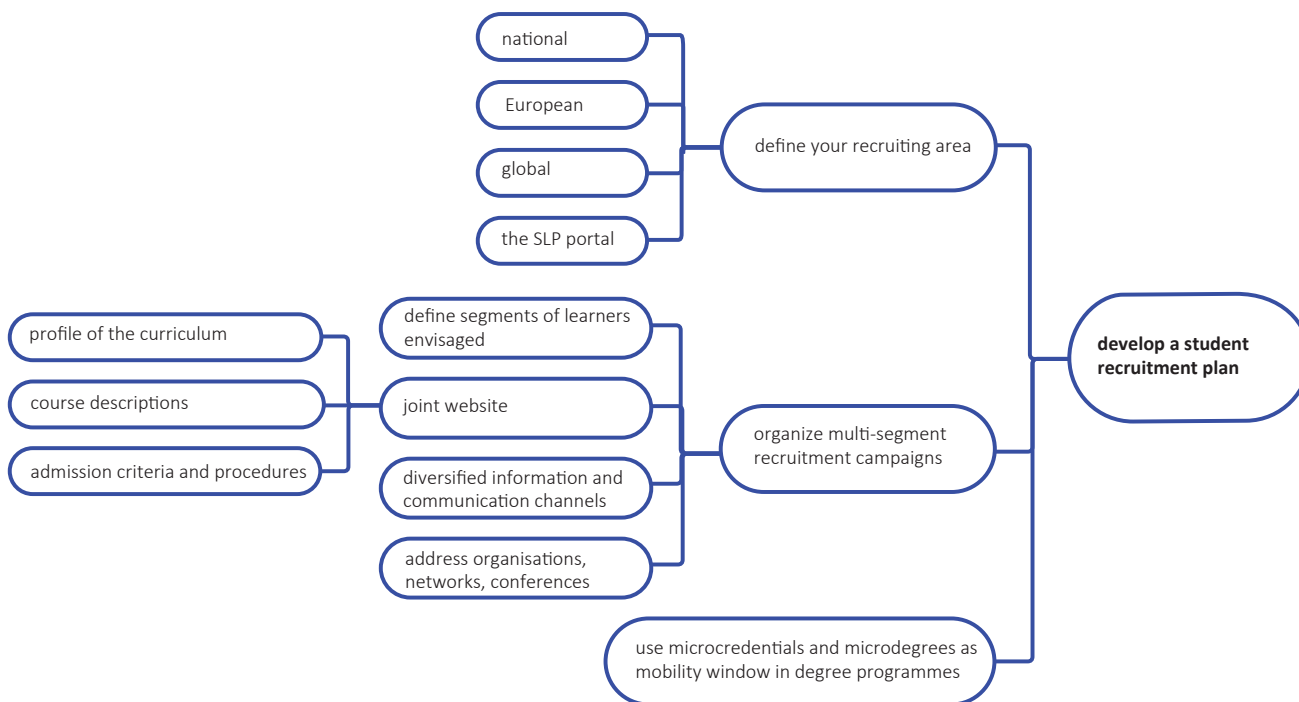 national
European
global
the SLP portal
define your recruiting area
define segments of learners
envisaged
joint website
diversified information and
communication channels
address organisations,
networks, conferences
profile of the curriculum
course descriptions
admission criteria and procedures
organize multi-segment
recruitment campaigns
develop a student
recruitment plan
use microcredentials and microdegrees as
mobility window in degree programmes